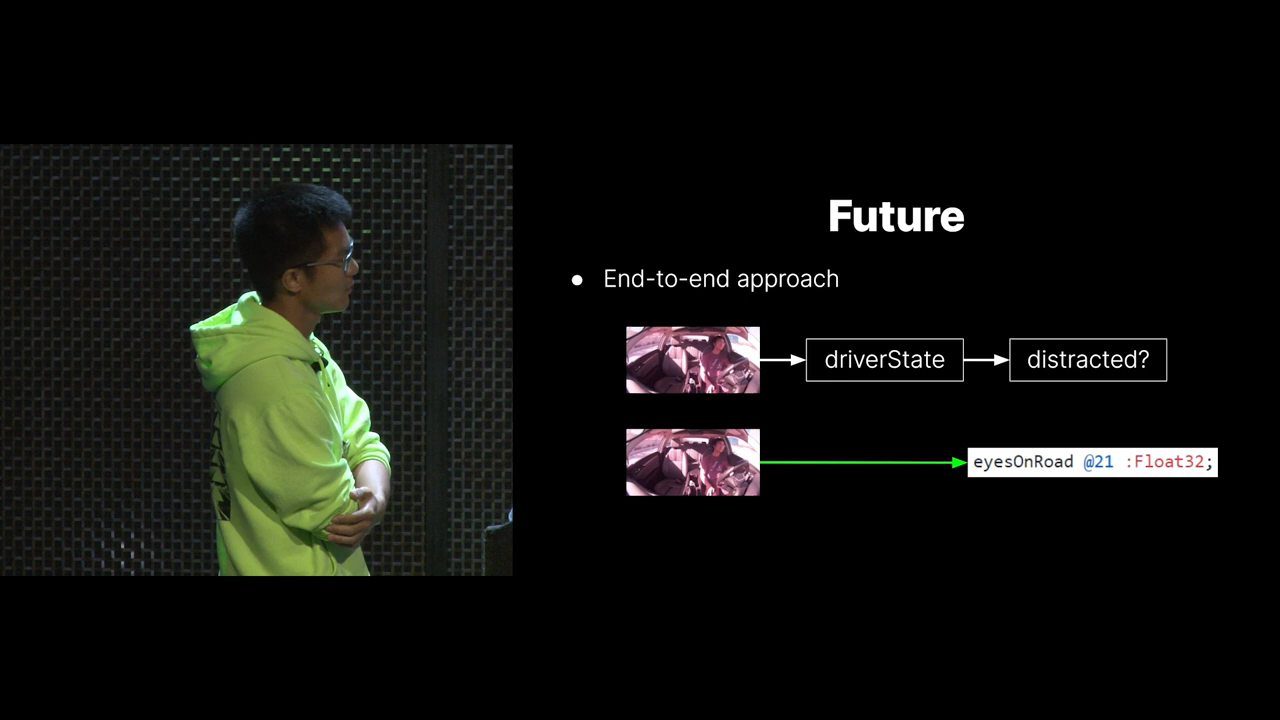 Future
● End-to-end approach
driverState
distracted?
eyesOnRoad @21 :Float32;